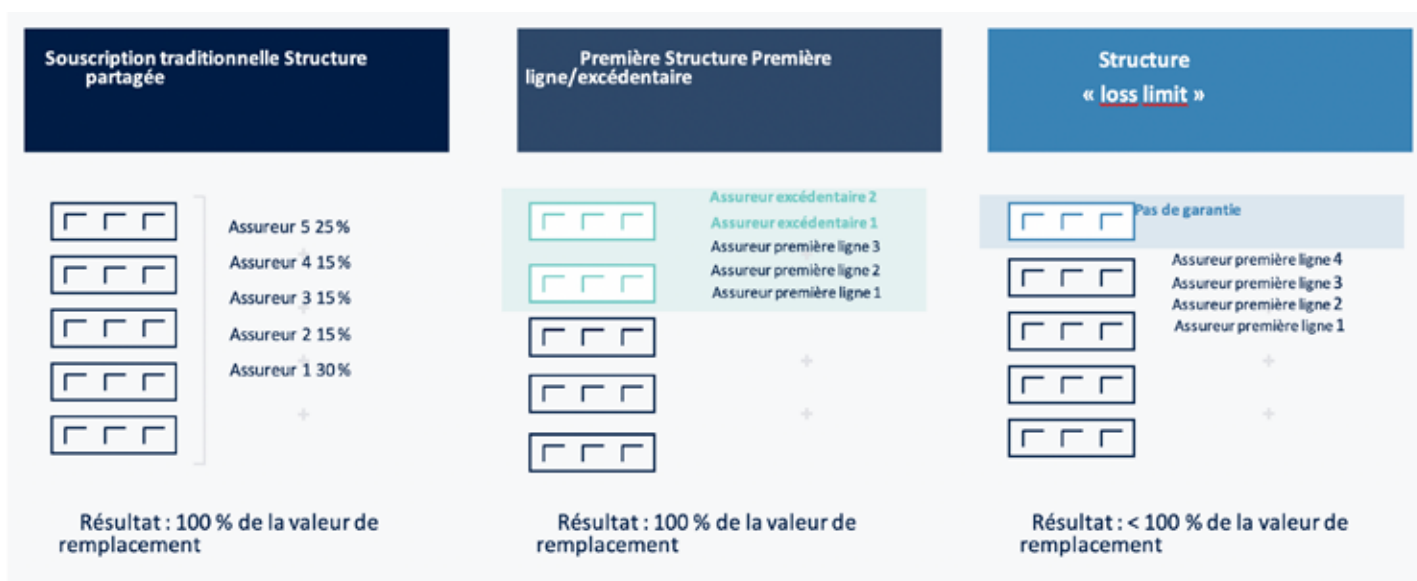 Souscription traditionnelle Structure
partagée
Première Structure Première
ligne/excédentaire
Structure
« loss limit »
Assureur 5 25 %
Assureur 4 15 %
Assureur 3 15 %
Assureur 2 15 %
Assureur 1 30 %
Résultat : 100 % de la valeur de
remplacement
Assureur excédentaire 2
Assureur excédentaire 1
Assureur première ligne 3
Assureur première ligne 2
Assureur première ligne 1
Résultat : 100 % de la valeur de
remplacement
Pas de garantie
Assureur première ligne 4
Assureur première ligne 3
Assureur première ligne 2
Assureur première ligne 1
Résultat : < 100 % de la valeur de
remplacement